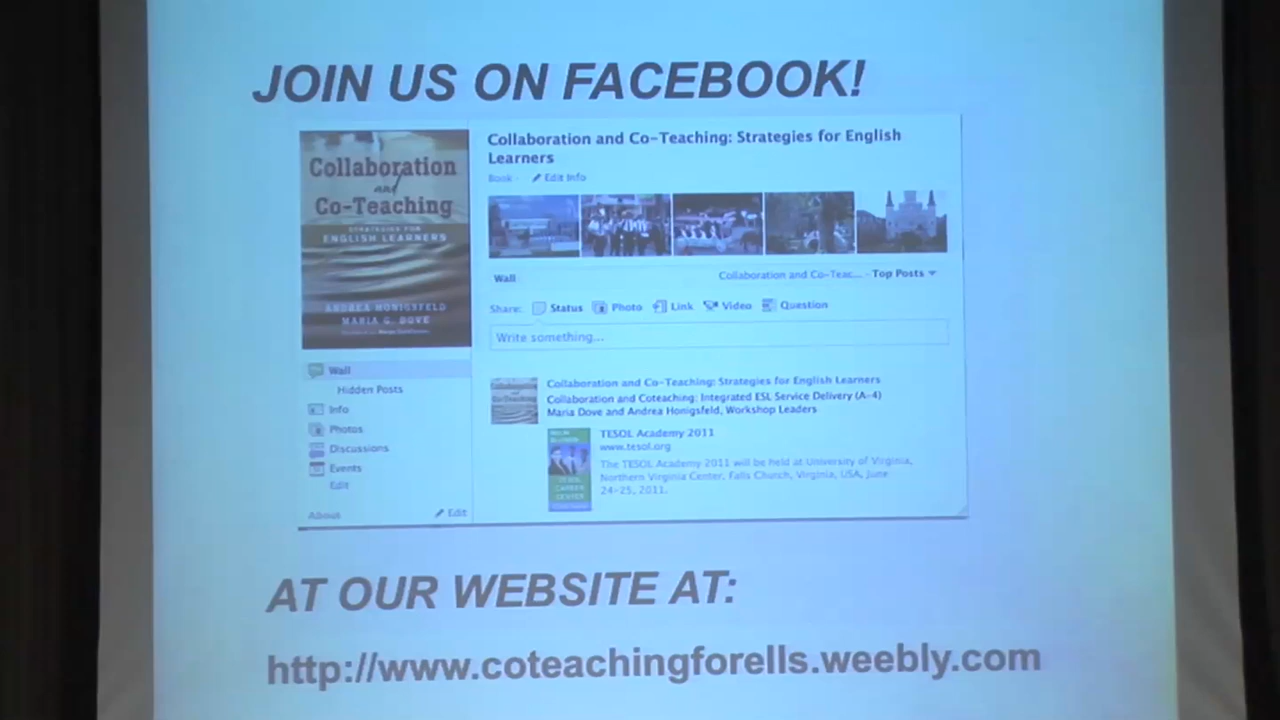 JOIN US ON FACEBOOK!
Collaboration
and
Co-Teaching
STRATEGIES FOR
ENGLISH LEARNERS
ANDREA HONIGSFELD
MARIA G. DOVE
Wall
Hidden Posts
Info
Photos
Discussions
Events
Edit
About
Edit
Collaboration and Co-Teaching: Strategies for English
Learners
Book
Edit Info
Wall
Collaboration and Co-Teac... Top Posts
Share: Status Photo Link Video Question
Write something...
Collaboration and Co-Teaching: Strategies for English Learners
Collaboration and Coteaching: Integrated ESL Service Delivery (A-4)
Maria Dove and Andrea Honigsfeld, Workshop Leaders
TESOL
CAREER
CENTER
TESOL Academy 2011
www.tesol.org
The TESOL Academy 2011 will be held at University of Virginia,
Northern Virginia Center, Falls Church, Virginia, USA, June
24-25, 2011.
AT OUR WEBSITE AT:
http://www.coteachingforells.weebly.com